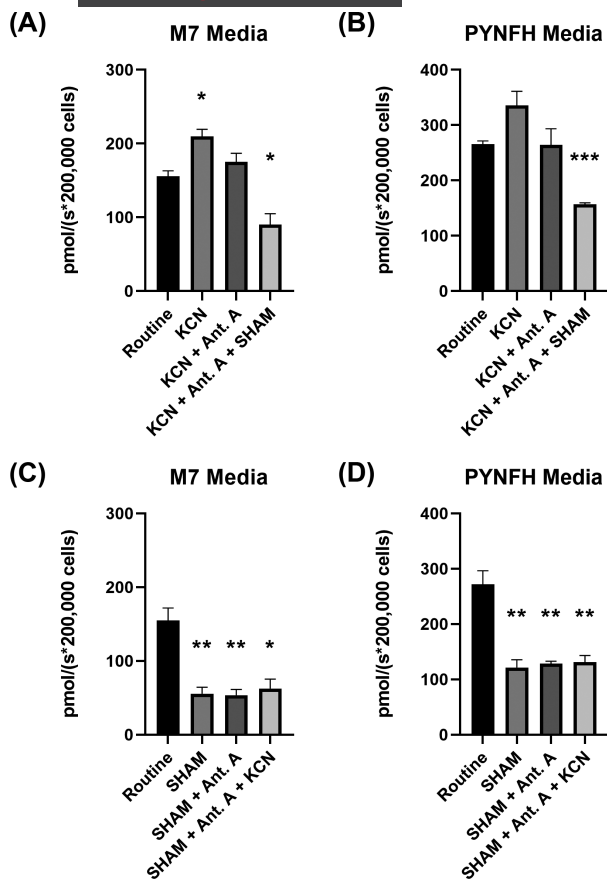 (A)
M7 Media
pmol/(s*200,000 cells)
300
200
100
0
*
*
Routine
KCN
KCN + Ant. A
KCN + Ant. A + SHAM
(B)
PYNFH Media
pmol/(s*200,000 cells)
400
300
200
100
0
***
Routine
KCN
KCN + Ant. A
KCN + Ant. A + SHAM
(C)
M7 Media
pmol/(s*200,000 cells)
300
200
100
0
**
**
*
Routine
SHAM
SHAM + Ant. A
SHAM + Ant. A + KCN
(D)
PYNFH Media
pmol/(s*200,000 cells)
400
300
200
100
0
**
**
**
Routine
SHAM
SHAM + Ant. A
SHAM + Ant. A + KCN